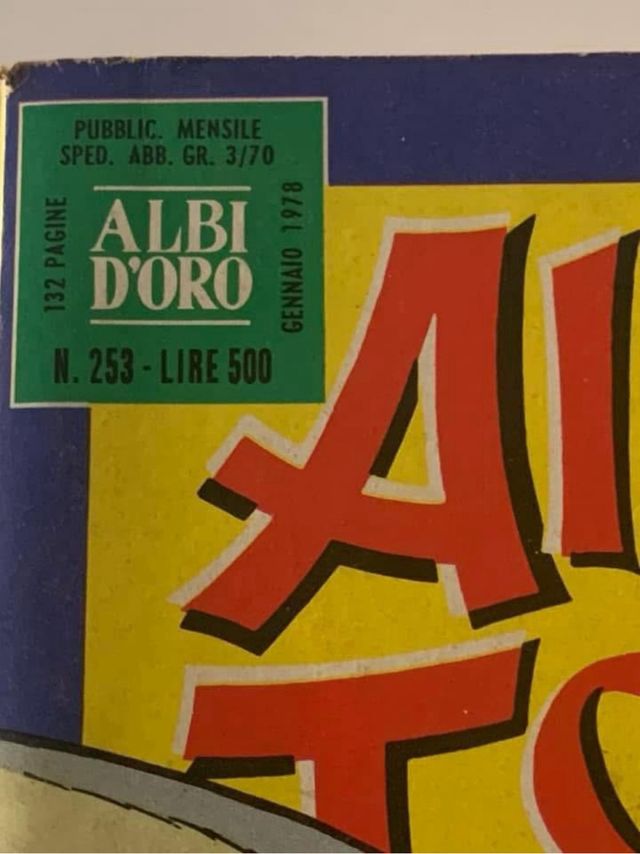 PUBBLIC. MENSILE
SPED. ABB. GR. 3/70
132 PAGINE
ALBI
D'ORO
GENNAIO 1978
N. 253 - LIRE 500